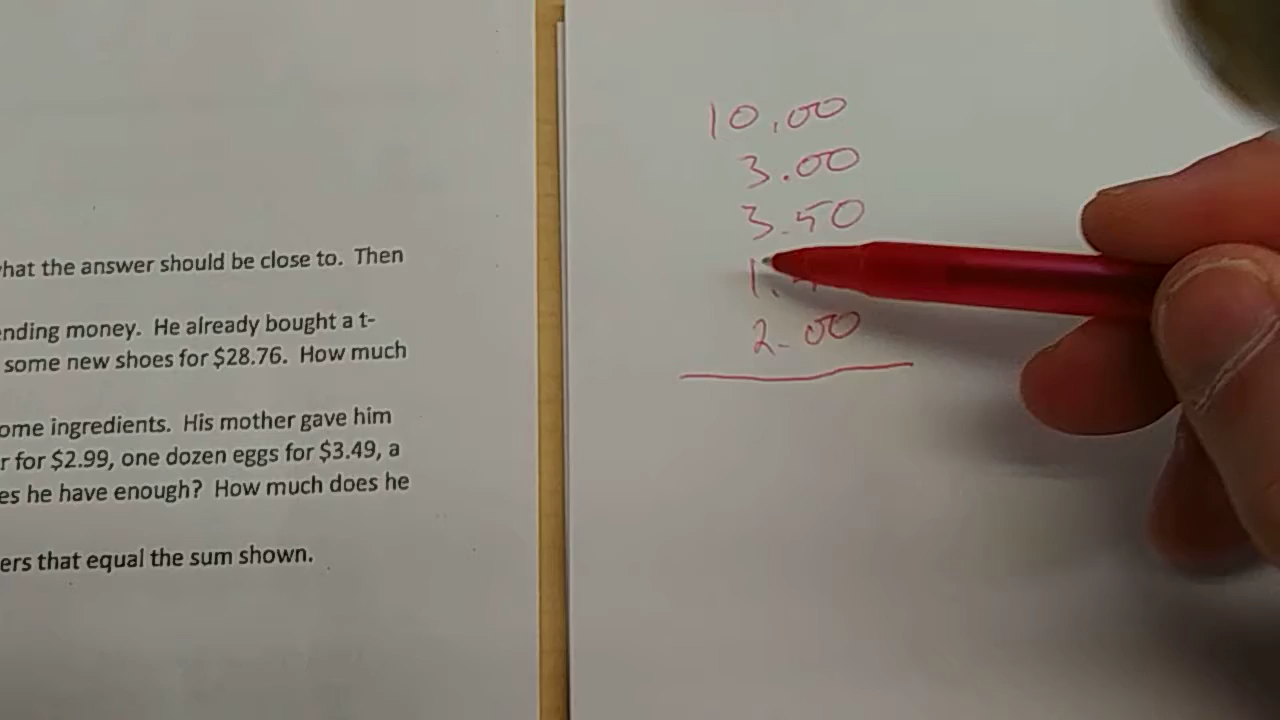 hat the answer should be close to. Then
ending money. He already bought a t-
some new shoes for $28.76. How much
ome ingredients. His mother gave him
r for $2.99, one dozen eggs for $3.49, a
es he have enough? How much does he
ers that equal the sum shown.
10.00
3.00
3.50
1.
2.00